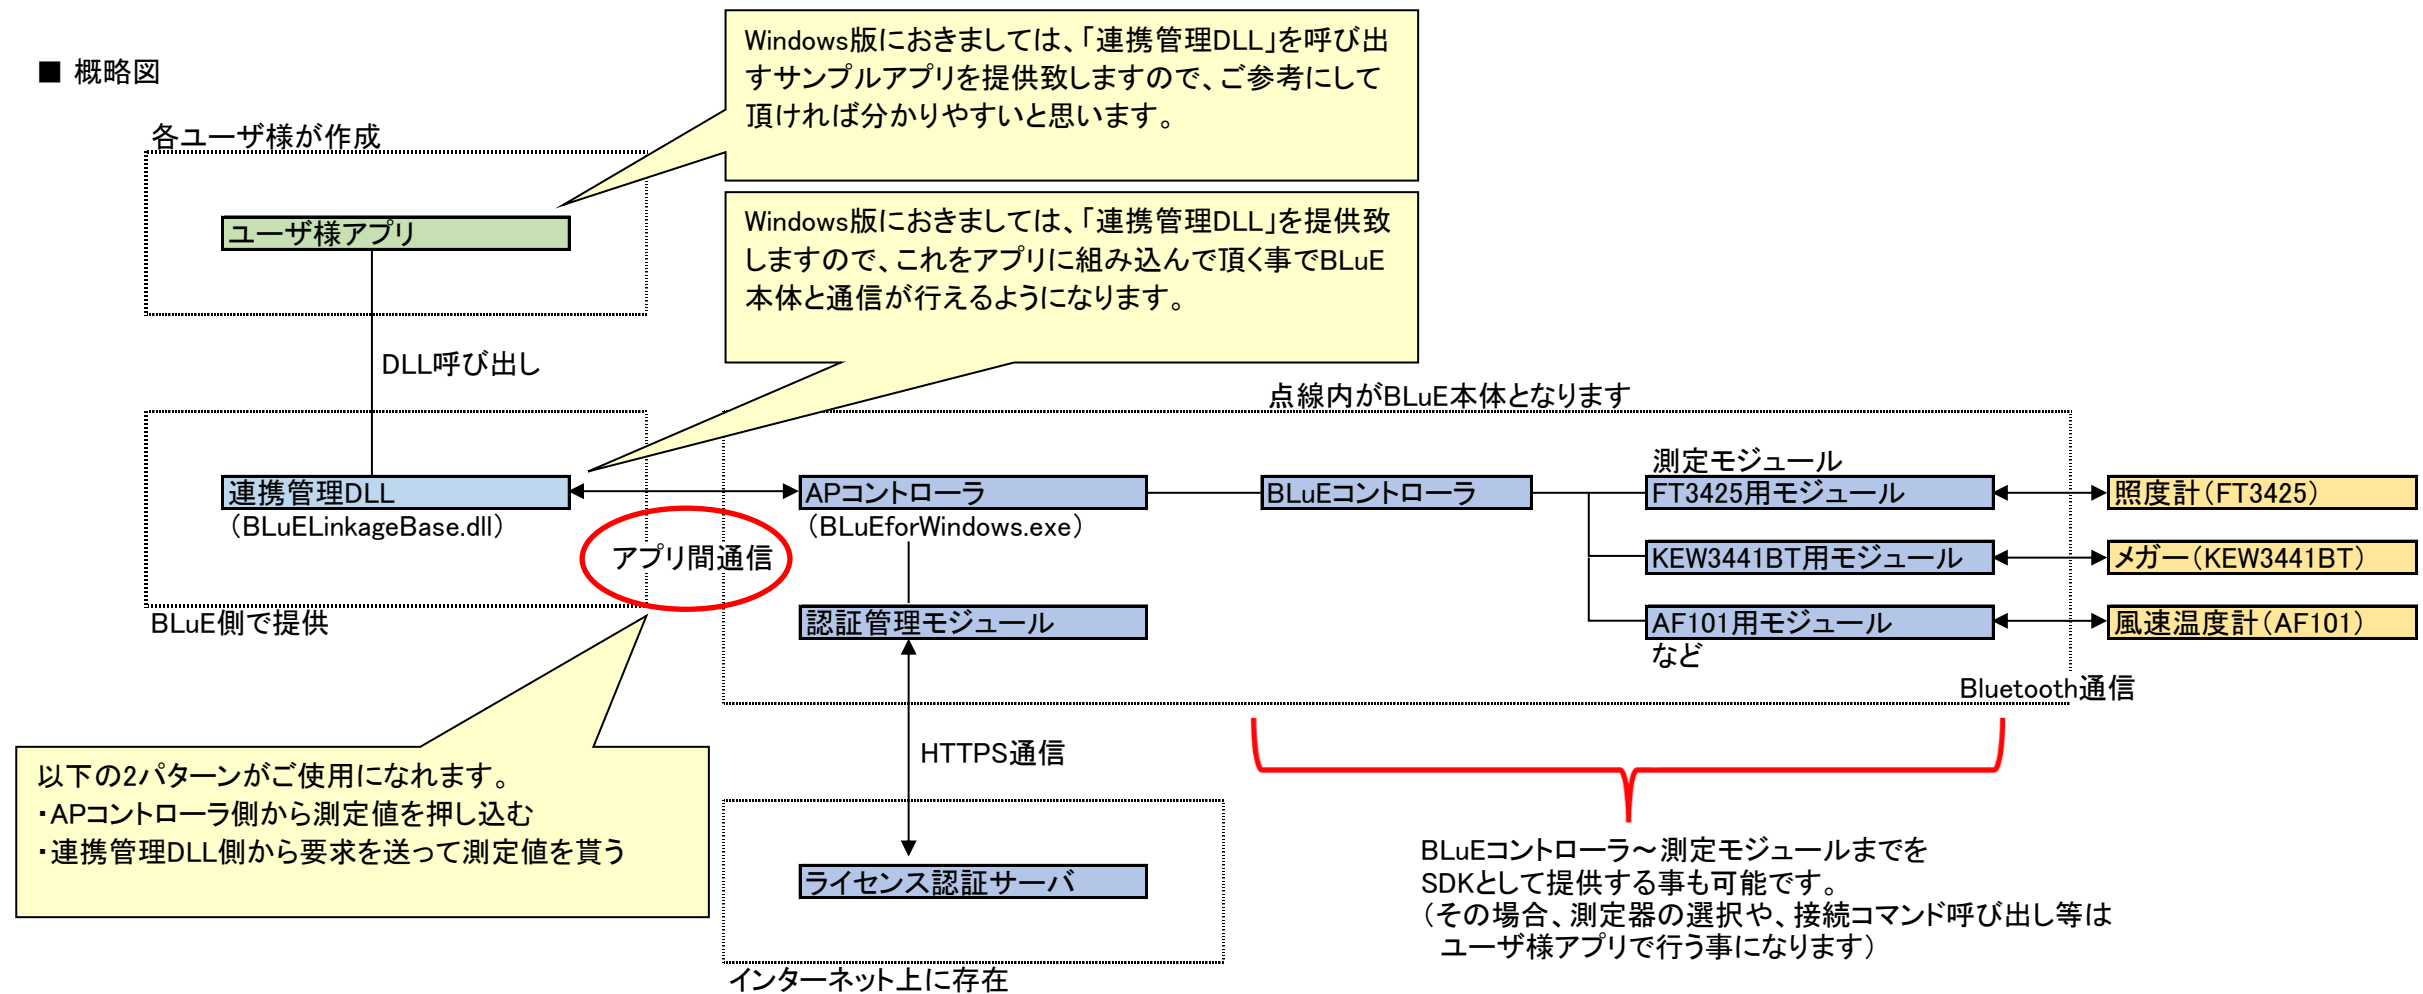 ■ 概略図
Windows版におきましては、「連携管理DLL」を呼び出
すサンプルアプリを提供致しますので、ご参考にして
頂ければ分かりやすいと思います。
各ユーザ様が作成
ユーザ様アプリ
Windows版におきましては、「連携管理DLL」を提供致
しますので、これをアプリに組み込んで頂く事でBLuE
本体と通信が行えるようになります。
DLL呼び出し
点線内がBLuE本体となります
連携管理DLL
（BLuELinkageBase.dll）
アプリ間通信
BLuE側で提供
APコントローラ
（BLuEforWindows.exe）
BLuEコントローラ
認証管理モジュール
測定モジュール
FT3425用モジュール
KEW3441BT用モジュール
AF101用モジュール
など
照度計（FT3425）
メガー（KEW3441BT）
風速温度計（AF101）
Bluetooth通信
以下の2パターンがご使用になれます。
・APコントローラ側から測定値を押し込む
・連携管理DLL側から要求を送って測定値を貰う
HTTPS通信
ライセンス認証サーバ
インターネット上に存在
BLuEコントローラ～測定モジュールまでを
SDKとして提供する事も可能です。
（その場合、測定器の選択や、接続コマンド呼び出し等は
ユーザ様アプリで行う事になります）